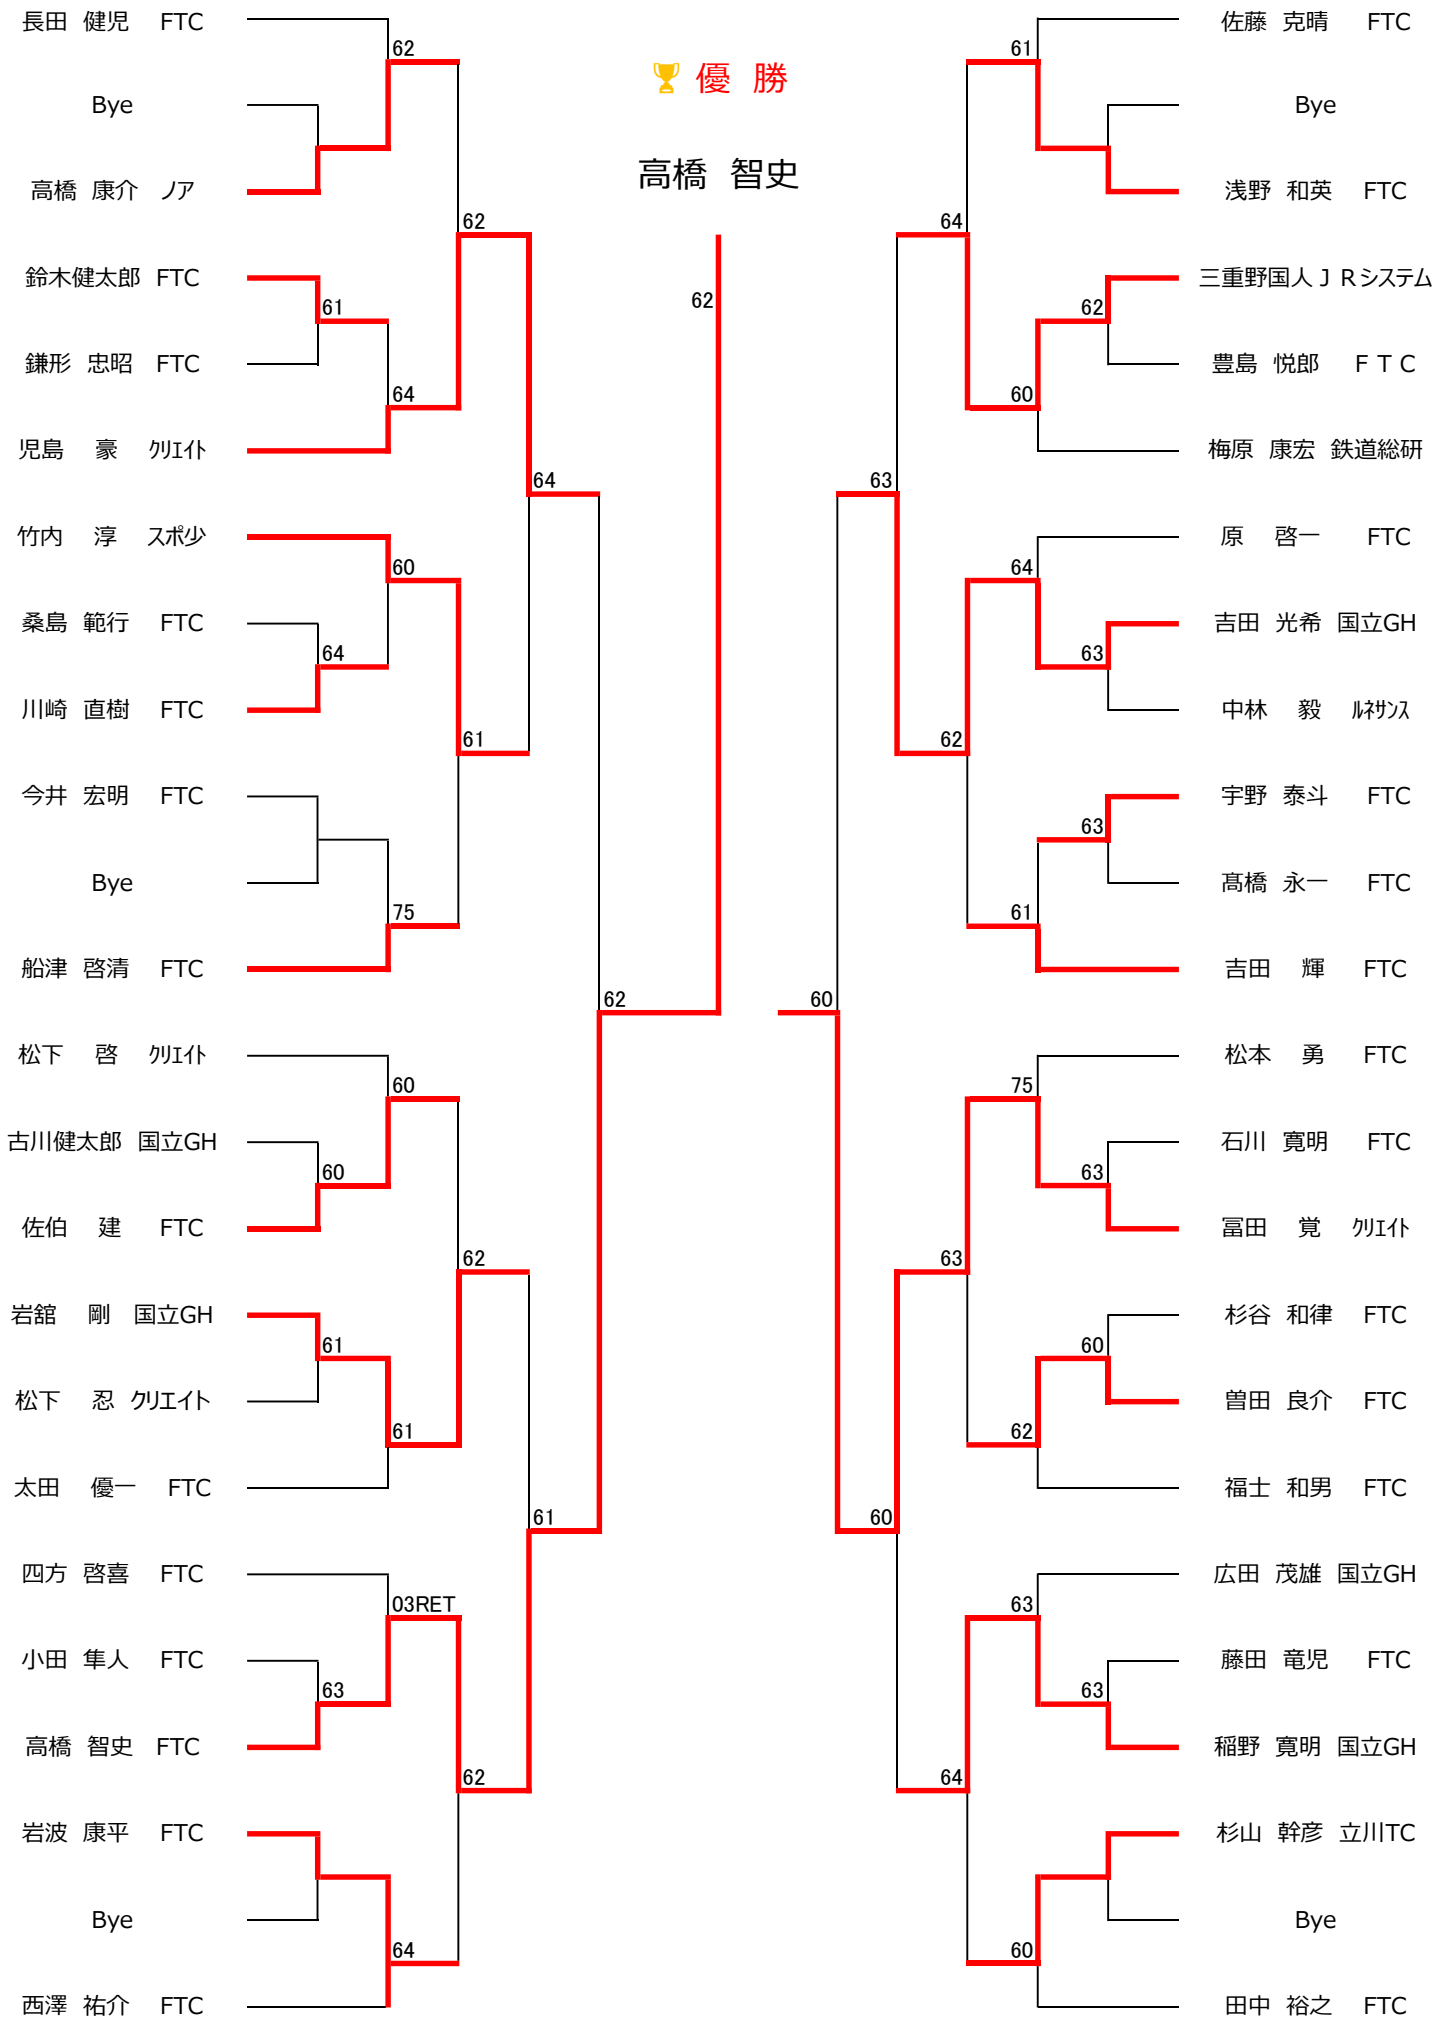 🏆 優 勝
高橋 智史
62
長田 健児 FTC
62
Bye
高橋 康介 ノア
62
鈴木健太郎 FTC
61
鎌形 忠昭 FTC
64
児島 豪 ｸﾘｴｲﾄ
64
竹内 淳 スポ少
60
桑島 範行 FTC
64
川崎 直樹 FTC
61
今井 宏明 FTC
Bye
75
船津 啓清 FTC
62
松下 啓 ｸﾘｴｲﾄ
60
古川健太郎 国立GH
60
佐伯 建 FTC
62
岩舘 剛 国立GH
61
松下 忍 クリエイト
61
太田 優一 FTC
61
四方 啓喜 FTC
03RET
小田 隼人 FTC
63
高橋 智史 FTC
62
岩波 康平 FTC
Bye
64
西澤 祐介 FTC
佐藤 克晴 FTC
61
Bye
浅野 和英 FTC
64
三重野国人ＪＲシステム
62
豊島 悦郎 ＦＴＣ
60
梅原 康宏 鉄道総研
63
原 啓一 FTC
64
吉田 光希 国立GH
63
中林 毅 ﾙﾈｻﾝｽ
62
宇野 泰斗 FTC
63
髙橋 永一 FTC
61
吉田 輝 FTC
60
松本 勇 FTC
75
石川 寛明 FTC
63
冨田 覚 ｸﾘｴｲﾄ
63
杉谷 和律 FTC
60
曽田 良介 FTC
62
福士 和男 FTC
60
広田 茂雄 国立GH
63
藤田 竜児 FTC
63
稲野 寛明 国立GH
64
杉山 幹彦 立川TC
Bye
60
田中 裕之 FTC